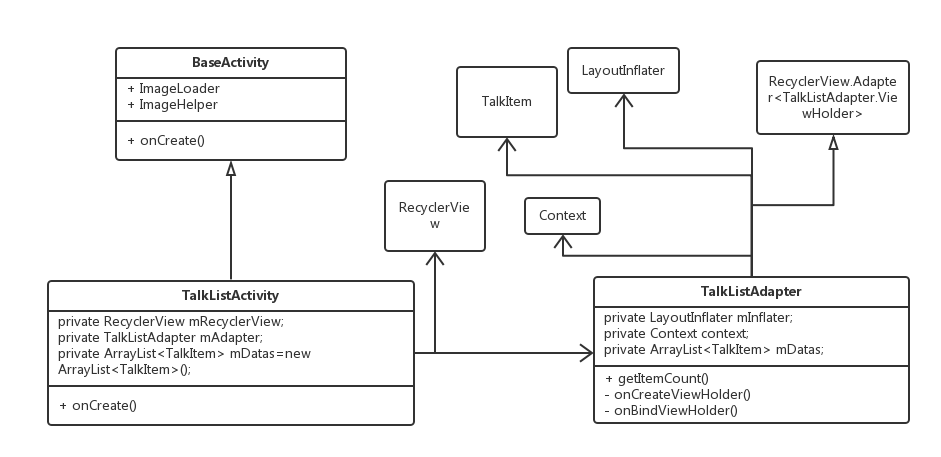 BaseActivity
+ ImageLoader
+ ImageHelper
+ onCreate()
TalkItem
LayoutInflater
RecyclerView.Adapte
r<TalkListAdapter.Vie
wHolder>
RecyclerVie
w
Context
TalkListActivity
private RecyclerView mRecyclerView;
private TalkListAdapter mAdapter;
private ArrayList<TalkItem> mDatas=new
ArrayList<TalkItem>();
+ onCreate()
TalkListAdapter
private LayoutInflater mInflater;
private Context context;
private ArrayList<TalkItem> mDatas;
+ getItemCount()
- onCreateViewHolder()
- onBindViewHolder()